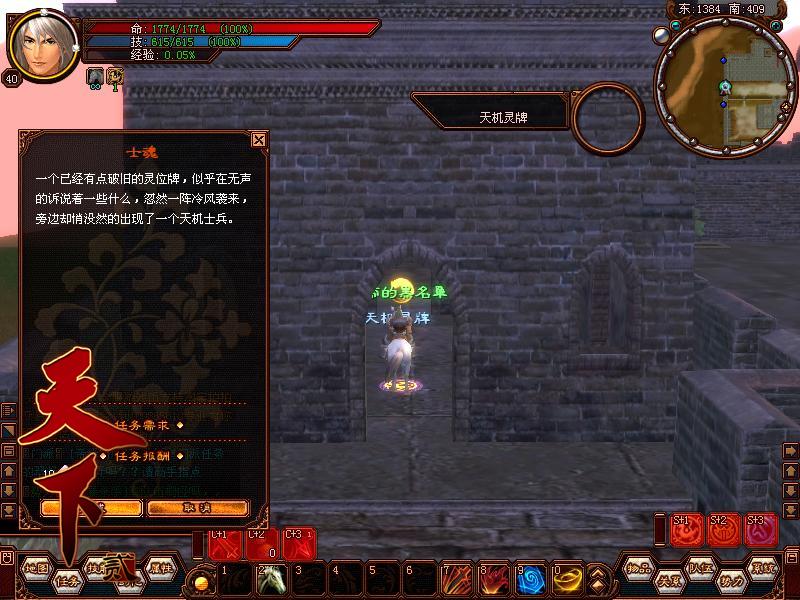 东:1384 南:409
命: 1774/1774 (100%)
技: 615/615 (100%)
经验: 0.05%
40
∞ 1
天机灵牌
士魂
一个已经有点破旧的灵位牌，似乎在无声
的诉说着一些什么，忽然一阵冷风袭来，
旁边却悄没然的出现了一个天机士兵。
的黑名单
天机灵牌
任务需求
任务报酬
取消
天下
贰
C+1 C+2 C+3
0
S+1 S+2 S+3
地图 任务 属性
1 2 3 4 5 6 7 8 9 0
物品 关系 队伍 势力 系统